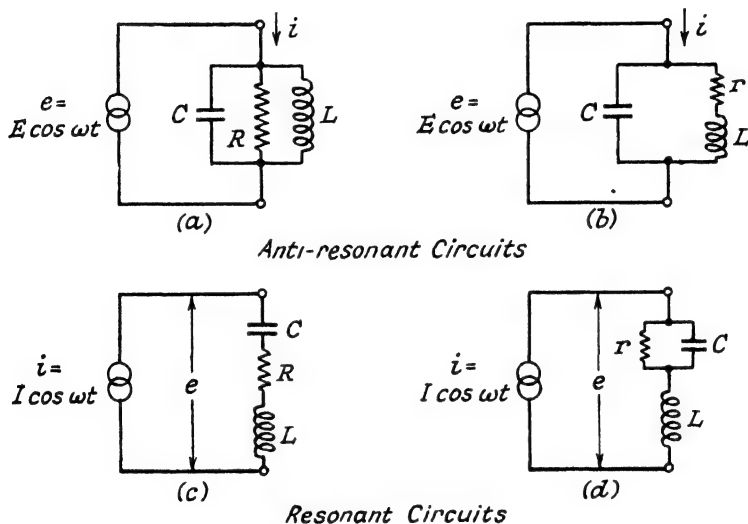 i
e =
E cos ωt
C
R
L
(a)
i
e =
E cos ωt
C
r
L
(b)
Anti-resonant Circuits
i =
I cos ωt
e
C
R
L
(c)
i =
I cos ωt
e
r
C
L
(d)
Resonant Circuits